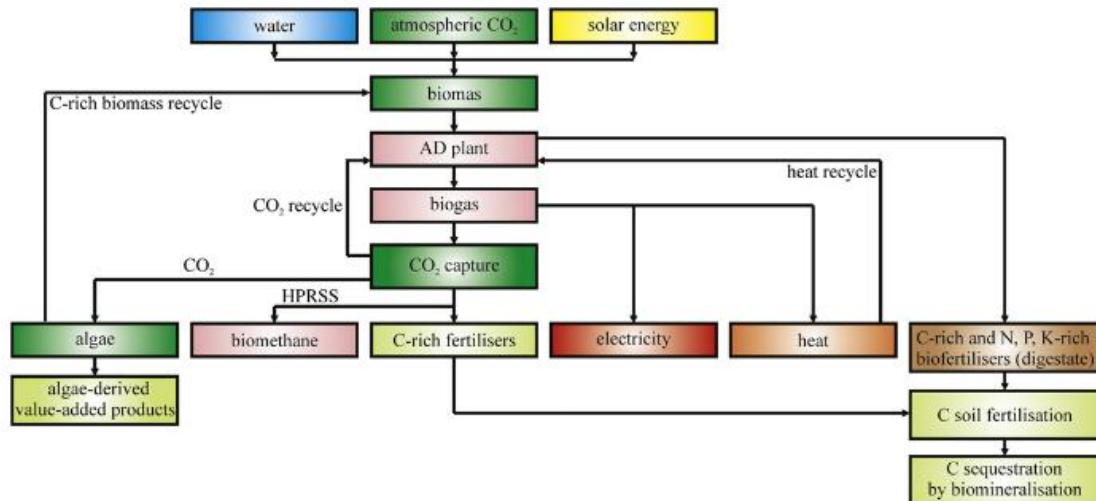 water
atmospheric CO₂
solar energy
C-rich biomass recycle
biomas
AD plant
heat recycle
CO₂ recycle
biogas
CO₂
CO₂ capture
HPRSS
algae
biomethane
C-rich fertilisers
electricity
heat
C-rich and N, P, K-rich
biofertilisers (digestate)
algae-derived
value-added products
C soil fertilisation
C sequestration
by biomineralisation